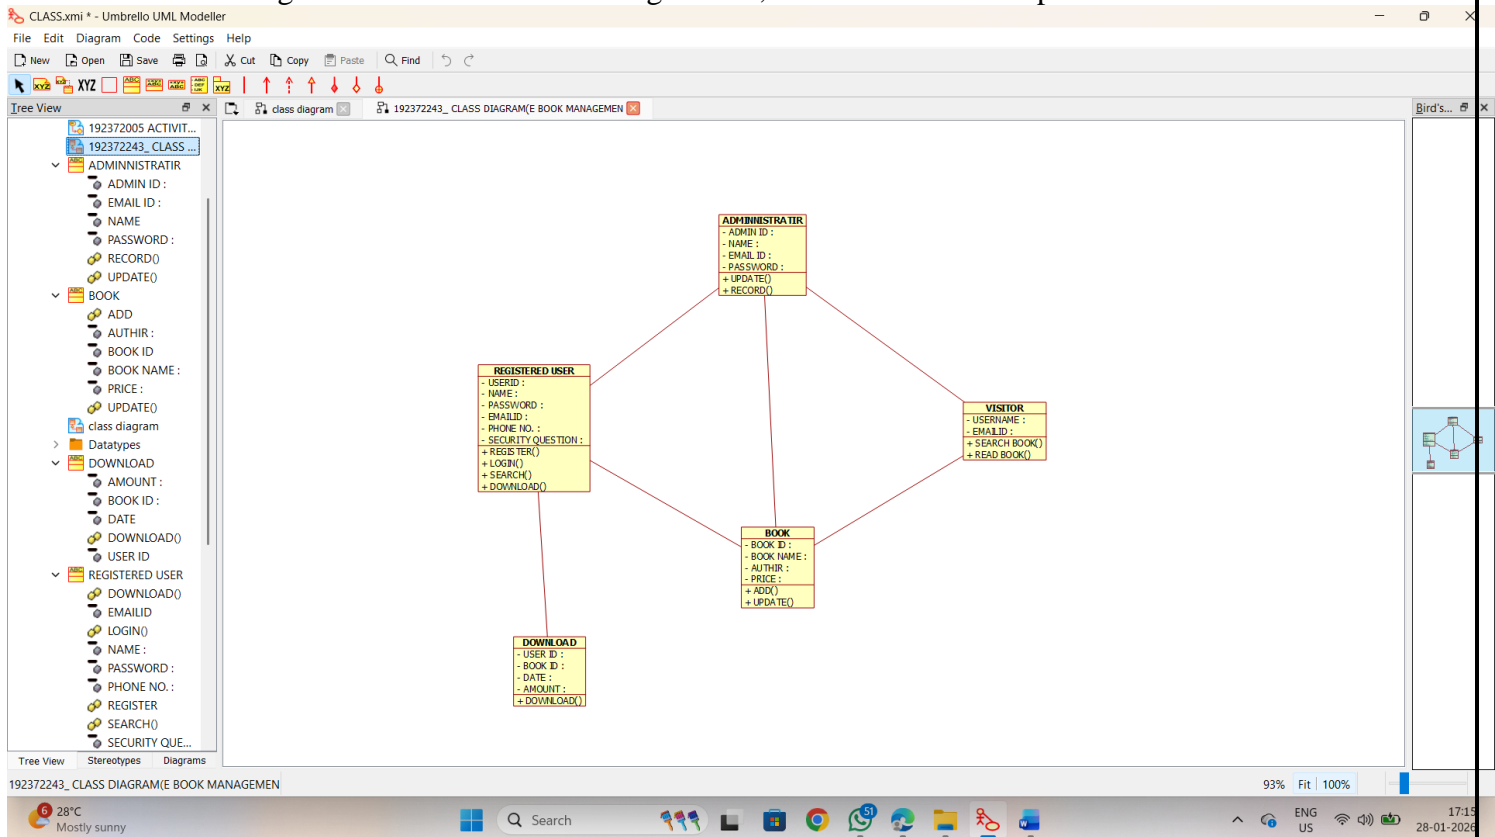 CLASS.xmi * - Umbrello UML Modeller
File Edit Diagram Code Settings Help
New Open Save Cut Copy Paste Find
XYZ
Tree View
class diagram
192372243_ CLASS DIAGRAM(E BOOK MANAGEMEN
Bird's...
192372005 ACTIVIT...
192372243_ CLASS ...
ADMINNISTRATIR
ADMIN ID :
EMAIL ID :
NAME
PASSWORD :
RECORD()
UPDATE()
BOOK
ADD
AUTHIR :
BOOK ID
BOOK NAME :
PRICE :
UPDATE()
class diagram
Datatypes
DOWNLOAD
AMOUNT :
BOOK ID :
DATE
DOWNLOAD()
USER ID
REGISTERED USER
DOWNLOAD()
EMAILID
LOGIN()
NAME :
PASSWORD :
PHONE NO. :
REGISTER
SEARCH()
SECURITY QUE...
Tree View Stereotypes Diagrams
ADMINNISTRATIR
- ADMIN ID :
- NAME :
- EMAIL ID :
- PASSWORD :
+ UPDATE()
+ RECORD()
REGISTERED USER
- USERID :
- NAME :
- PASSWORD :
- EMAILID :
- PHONE NO. :
- SECURITY QUESTION :
+ REGISTER()
+ LOGIN()
+ SEARCH()
+ DOWNLOAD()
VISITOR
- USERNAME :
- EMAILID :
+ SEARCH BOOK()
+ READ BOOK()
BOOK
- BOOK ID :
- BOOK NAME :
- AUTHIR :
- PRICE :
+ ADD()
+ UPDATE()
DOWNLOAD
- USER ID :
- BOOK ID :
- DATE :
- AMOUNT :
+ DOWNLOAD()
192372243_ CLASS DIAGRAM(E BOOK MANAGEMEN
93% Fit 100%
6
28°C
Mostly sunny
Search
51
ENG
US
17:15
28-01-2026